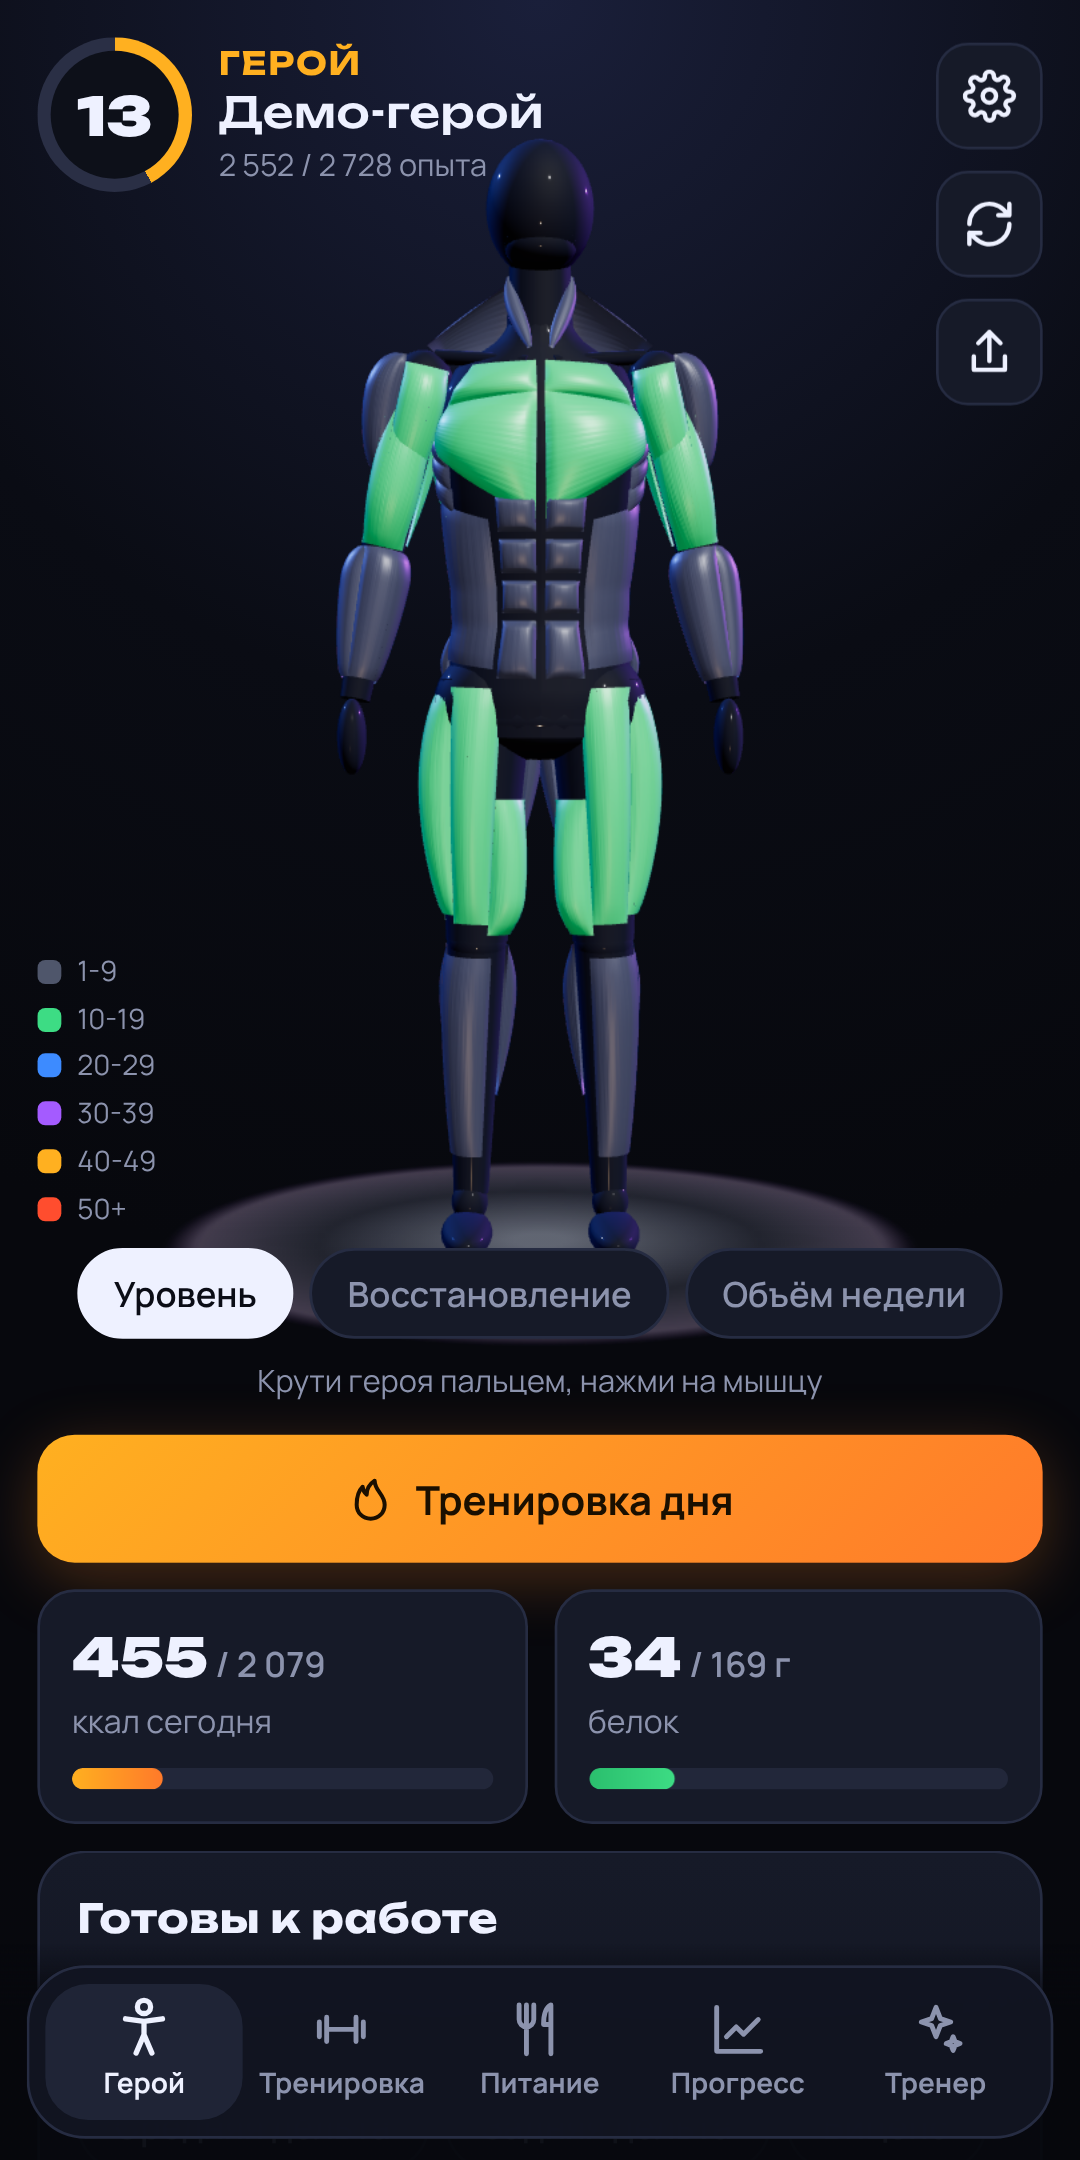 13
ГЕРОЙ
Демо-герой
2 552 / 2 728 опыта
1-9
10-19
20-29
30-39
40-49
50+
Уровень
Восстановление
Объём недели
Крути героя пальцем, нажми на мышцу
Тренировка дня
455 / 2 079
ккал сегодня
34 / 169 г
белок
Готовы к работе
Герой
Тренировка
Питание
Прогресс
Тренер